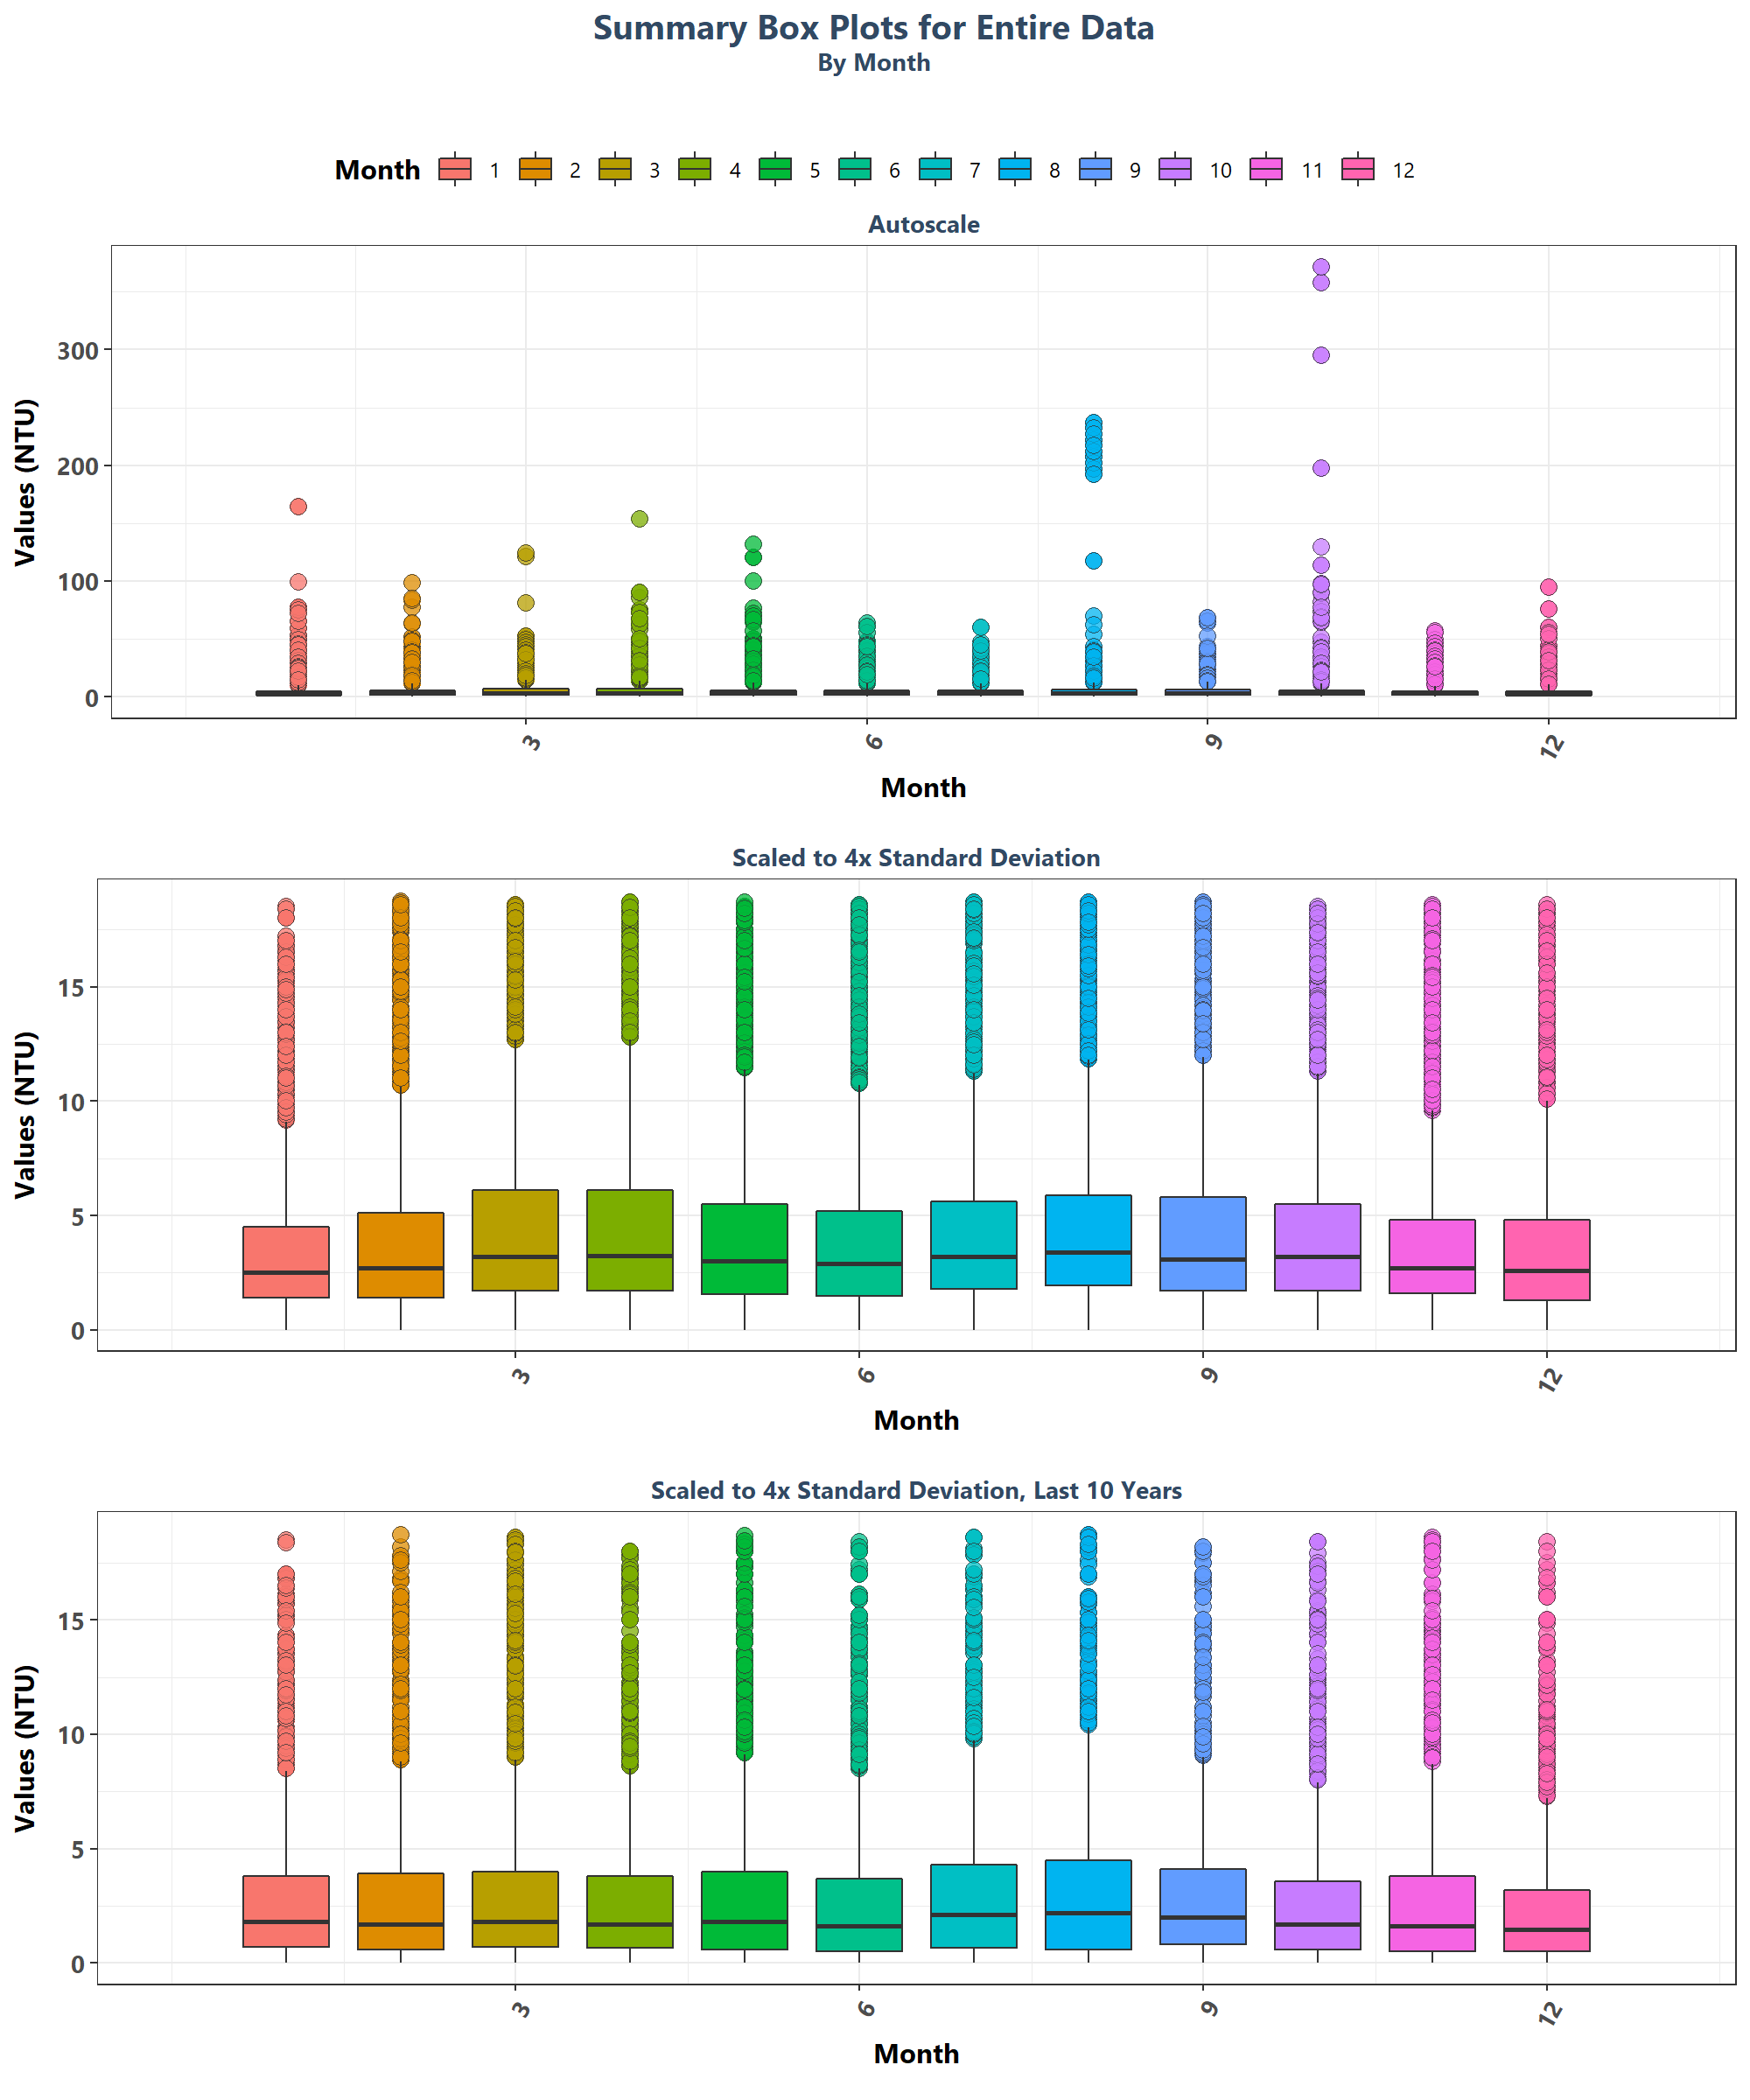 Summary Box Plots for Entire Data
By Month
Month 1 2 3 4 5 6 7 8 9 10 11 12
Autoscale
Values (NTU)
300
200
100
0
3 6 9 12
Month
Scaled to 4x Standard Deviation
Values (NTU)
15
10
5
0
3 6 9 12
Month
Scaled to 4x Standard Deviation, Last 10 Years
Values (NTU)
15
10
5
0
3 6 9 12
Month